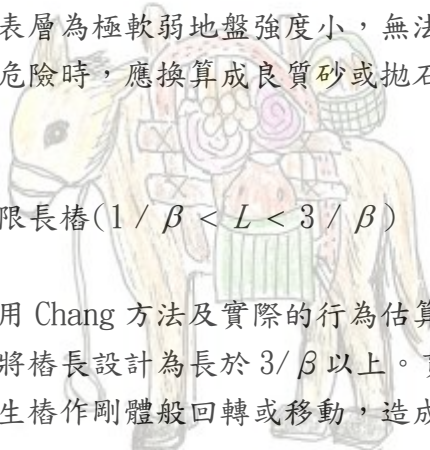 表層為極軟弱地盤強度小，無法
危險時，應換算成良質砂或拋石
限長樁(1 / β < L < 3 / β)
用 Chang 方法及實際的行為估算
將樁長設計為長於 3/ β 以上。
生樁作剛體般回轉或移動，造成